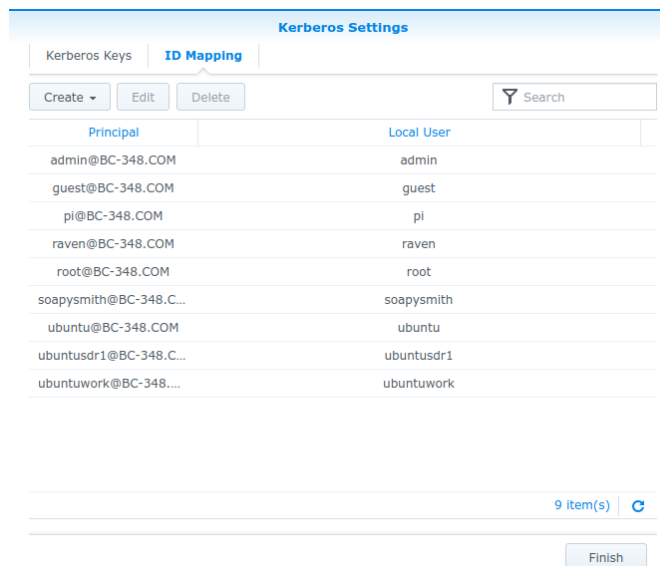 Kerberos Settings
Kerberos Keys ID Mapping
Create Edit Delete Search
Principal Local User
admin@BC-348.COM admin
guest@BC-348.COM guest
pi@BC-348.COM pi
raven@BC-348.COM raven
root@BC-348.COM root
soapysmith@BC-348.C... soapysmith
ubuntu@BC-348.COM ubuntu
ubuntusdr1@BC-348.C... ubuntusdr1
ubuntuwork@BC-348.... ubuntuwork
9 item(s)
Finish